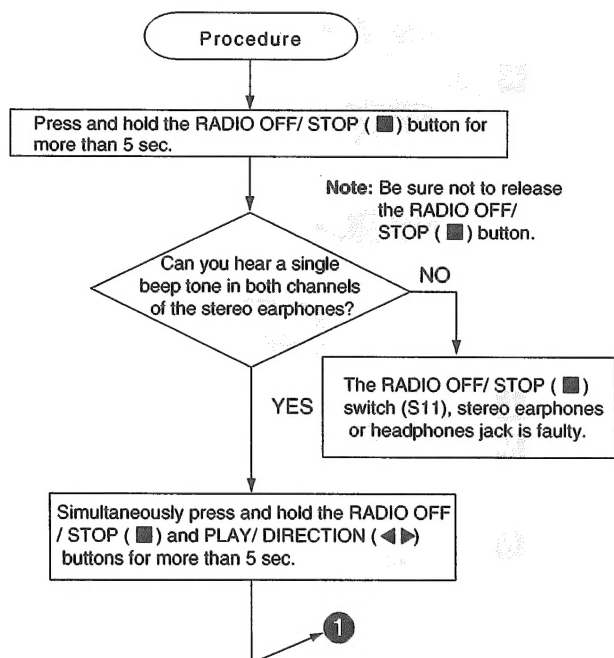 Procedure
Press and hold the RADIO OFF/ STOP ( ■ ) button for
more than 5 sec.
Note: Be sure not to release
the RADIO OFF/
STOP ( ■ ) button.
Can you hear a single
beep tone in both channels
of the stereo earphones?
NO
The RADIO OFF/ STOP ( ■ )
switch (S11), stereo earphones
or headphones jack is faulty.
YES
Simultaneously press and hold the RADIO OFF
/ STOP ( ■ ) and PLAY/ DIRECTION ( ◀ ▶ )
buttons for more than 5 sec.
1